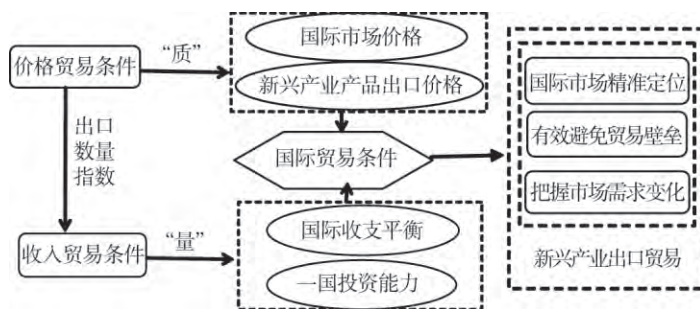 价格贸易条件
“质”
国际市场价格
新兴产业产品出口价格
出口
数量
指数
国际贸易条件
收入贸易条件
“量”
国际收支平衡
一国投资能力
国际市场精准定位
有效避免贸易壁垒
把握市场需求变化
新兴产业出口贸易